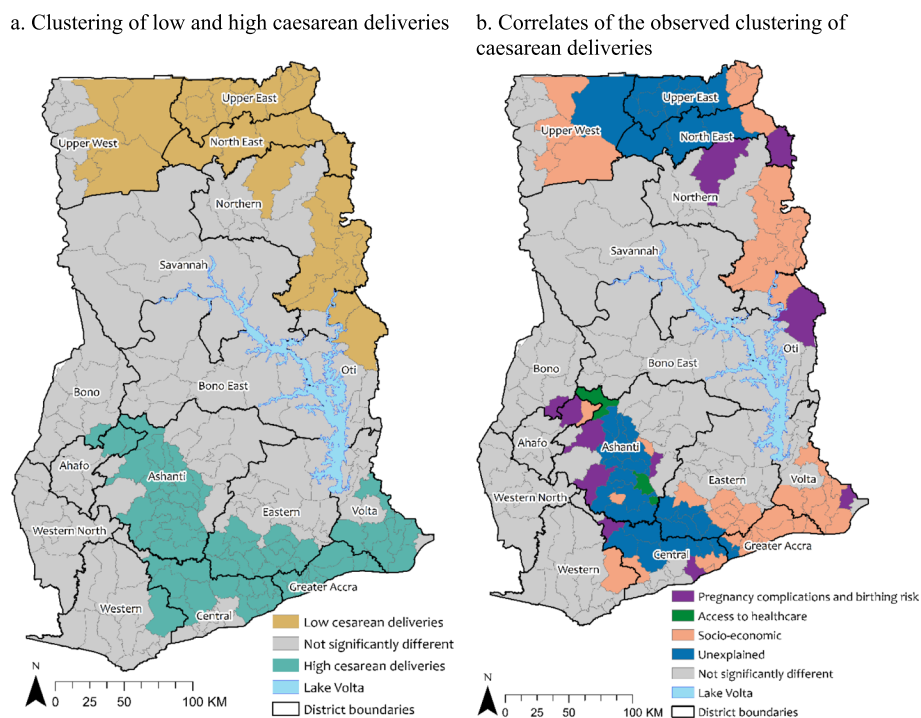 a. Clustering of low and high caesarean deliveries
Upper East
Upper West
North East
Northern
Savannah
Bono East
Oti
Bono
Ahafo
Ashanti
Western North
Eastern
Volta
Greater Accra
Western
Central
Low cesarean deliveries
Not significantly different
High cesarean deliveries
Lake Volta
District boundaries
N
0 25 50 100 KM
b. Correlates of the observed clustering of
caesarean deliveries
Upper East
Upper West
North East
Northern
Savannah
Oti
Bono East
Bono
Ahafo
Ashanti
Western North
Eastern
Volta
Greater Accra
Central
Western
Pregnancy complications and birthing risk
Access to healthcare
Socio-economic
Unexplained
Not significantly different
Lake Volta
District boundaries
N
0 25 50 100 KM